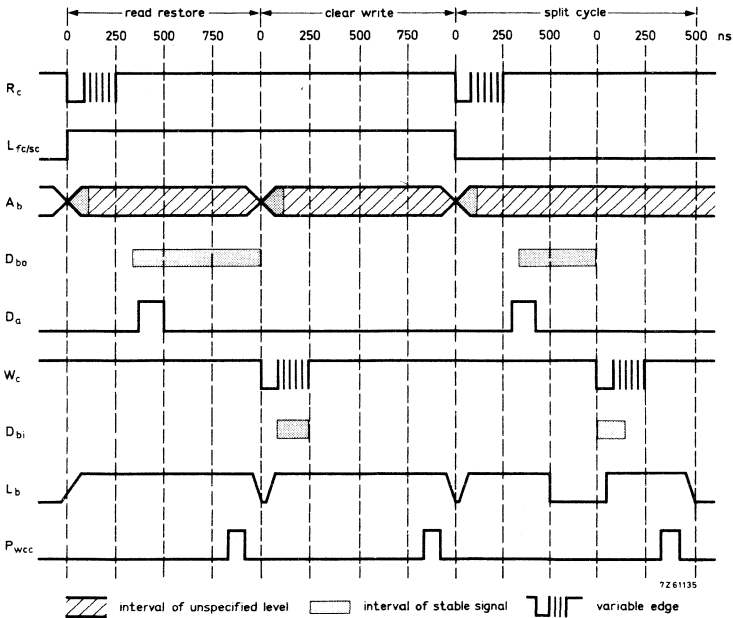 read restore clear write split cycle
0 250 500 750 0 250 500 750 0 250 500 0 250 500 ns
Rc
Lfc/sc
Ab
Dbo
Da
Wc
Dbi
Lb
Pwcc
7Z61135
interval of unspecified level interval of stable signal variable edge